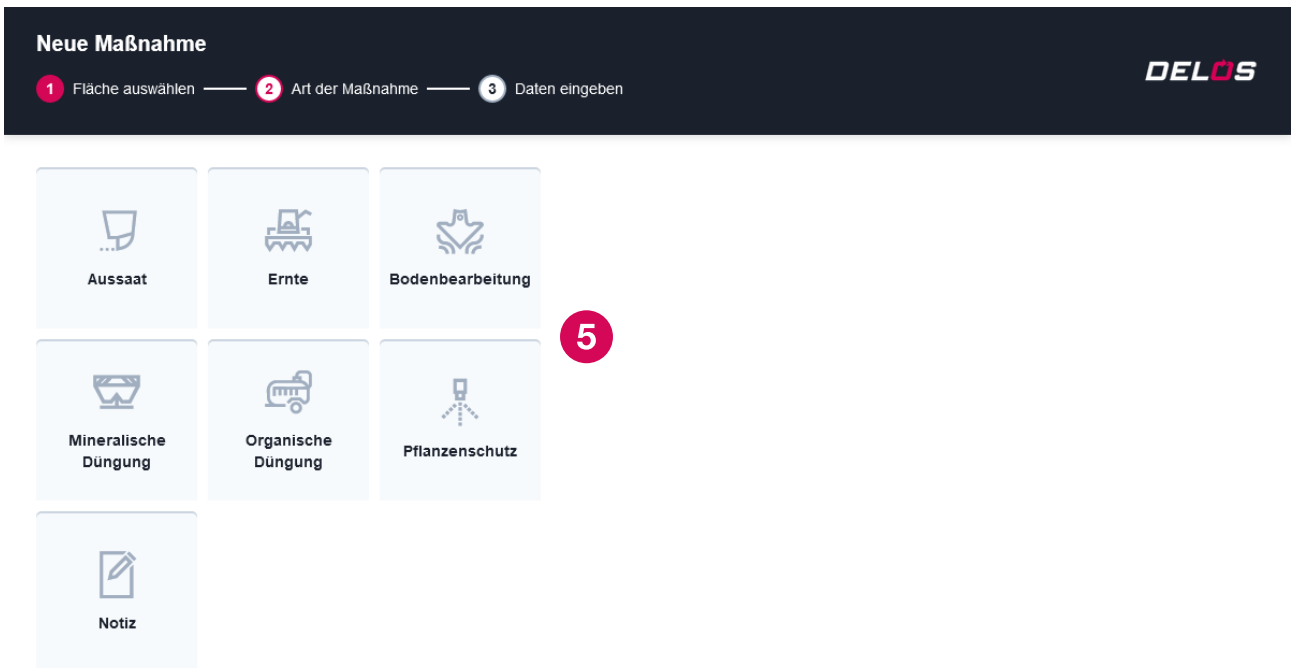 Neue Maßnahme
1 Fläche auswählen 2 Art der Maßnahme 3 Daten eingeben
DELOS
Aussaat
Ernte
Bodenbearbeitung
5
Mineralische
Düngung
Organische
Düngung
Pflanzenschutz
Notiz